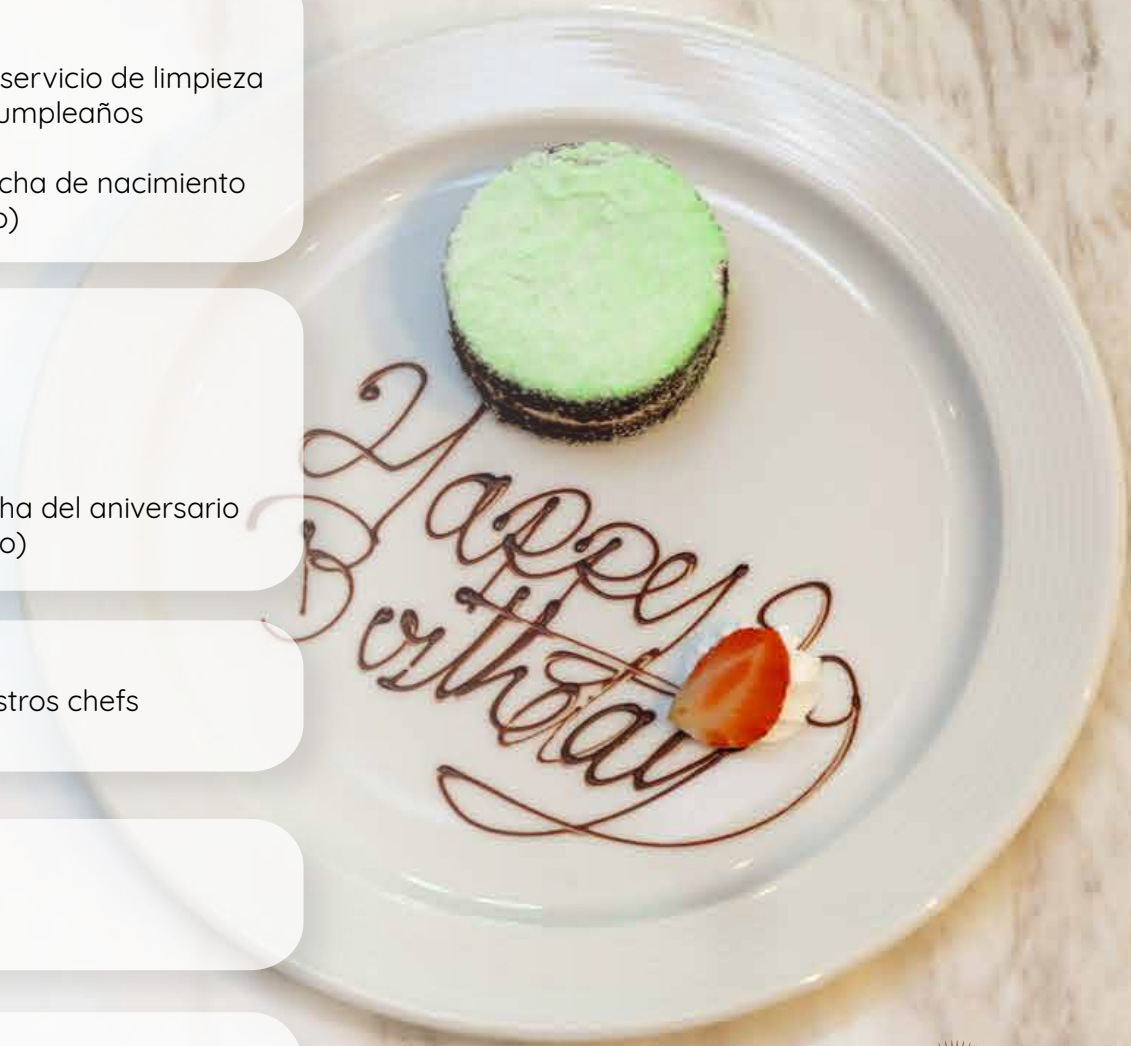 servicio de limpieza
umpleaños
cha de nacimiento
o)
ha del aniversario
o)
stros chefs
Happy
Birthday